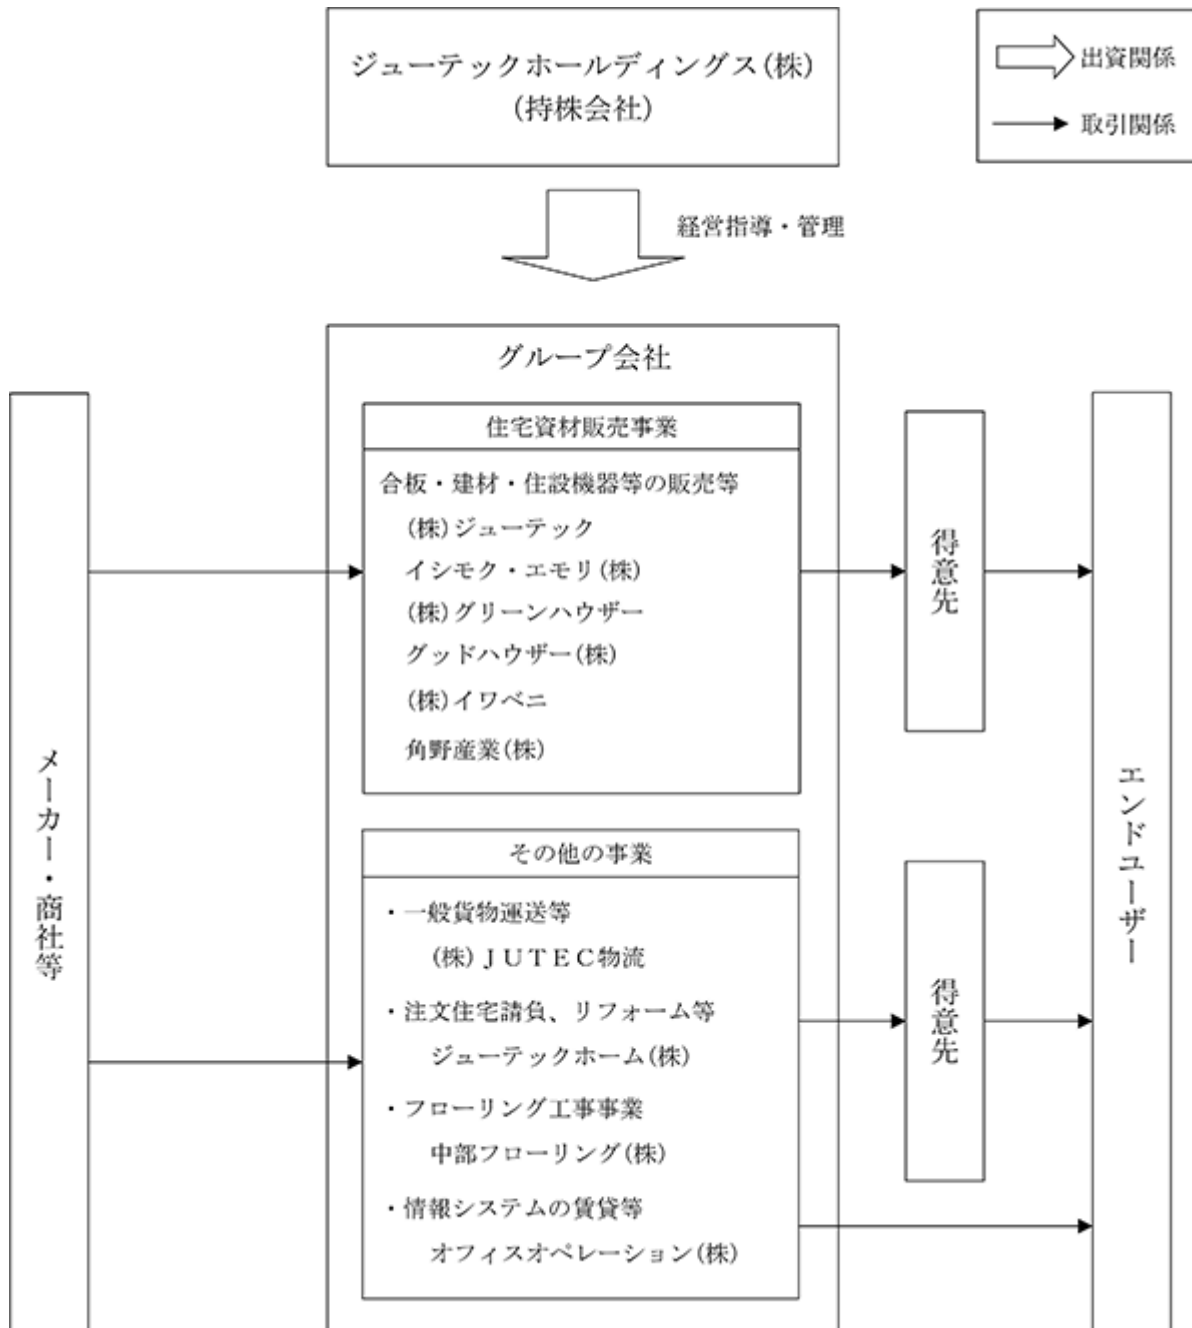 ジューテックホールディングス(株)
(持株会社)
出資関係
取引関係
経営指導・管理
グループ会社
住宅資材販売事業
合板・建材・住設機器等の販売等
(株)ジューテック
イシモク・エモリ(株)
(株)グリーンハウザー
グッドハウザー(株)
(株)イワベニ
角野産業(株)
その他の事業
・一般貨物運送等
(株)ＪＵＴＥＣ物流
・注文住宅請負、リフォーム等
ジューテックホーム(株)
・フローリング工事事業
中部フローリング(株)
・情報システムの賃貸等
オフィスオペレーション(株)
メーカー・商社等
得意先
得意先
エンドユーザー